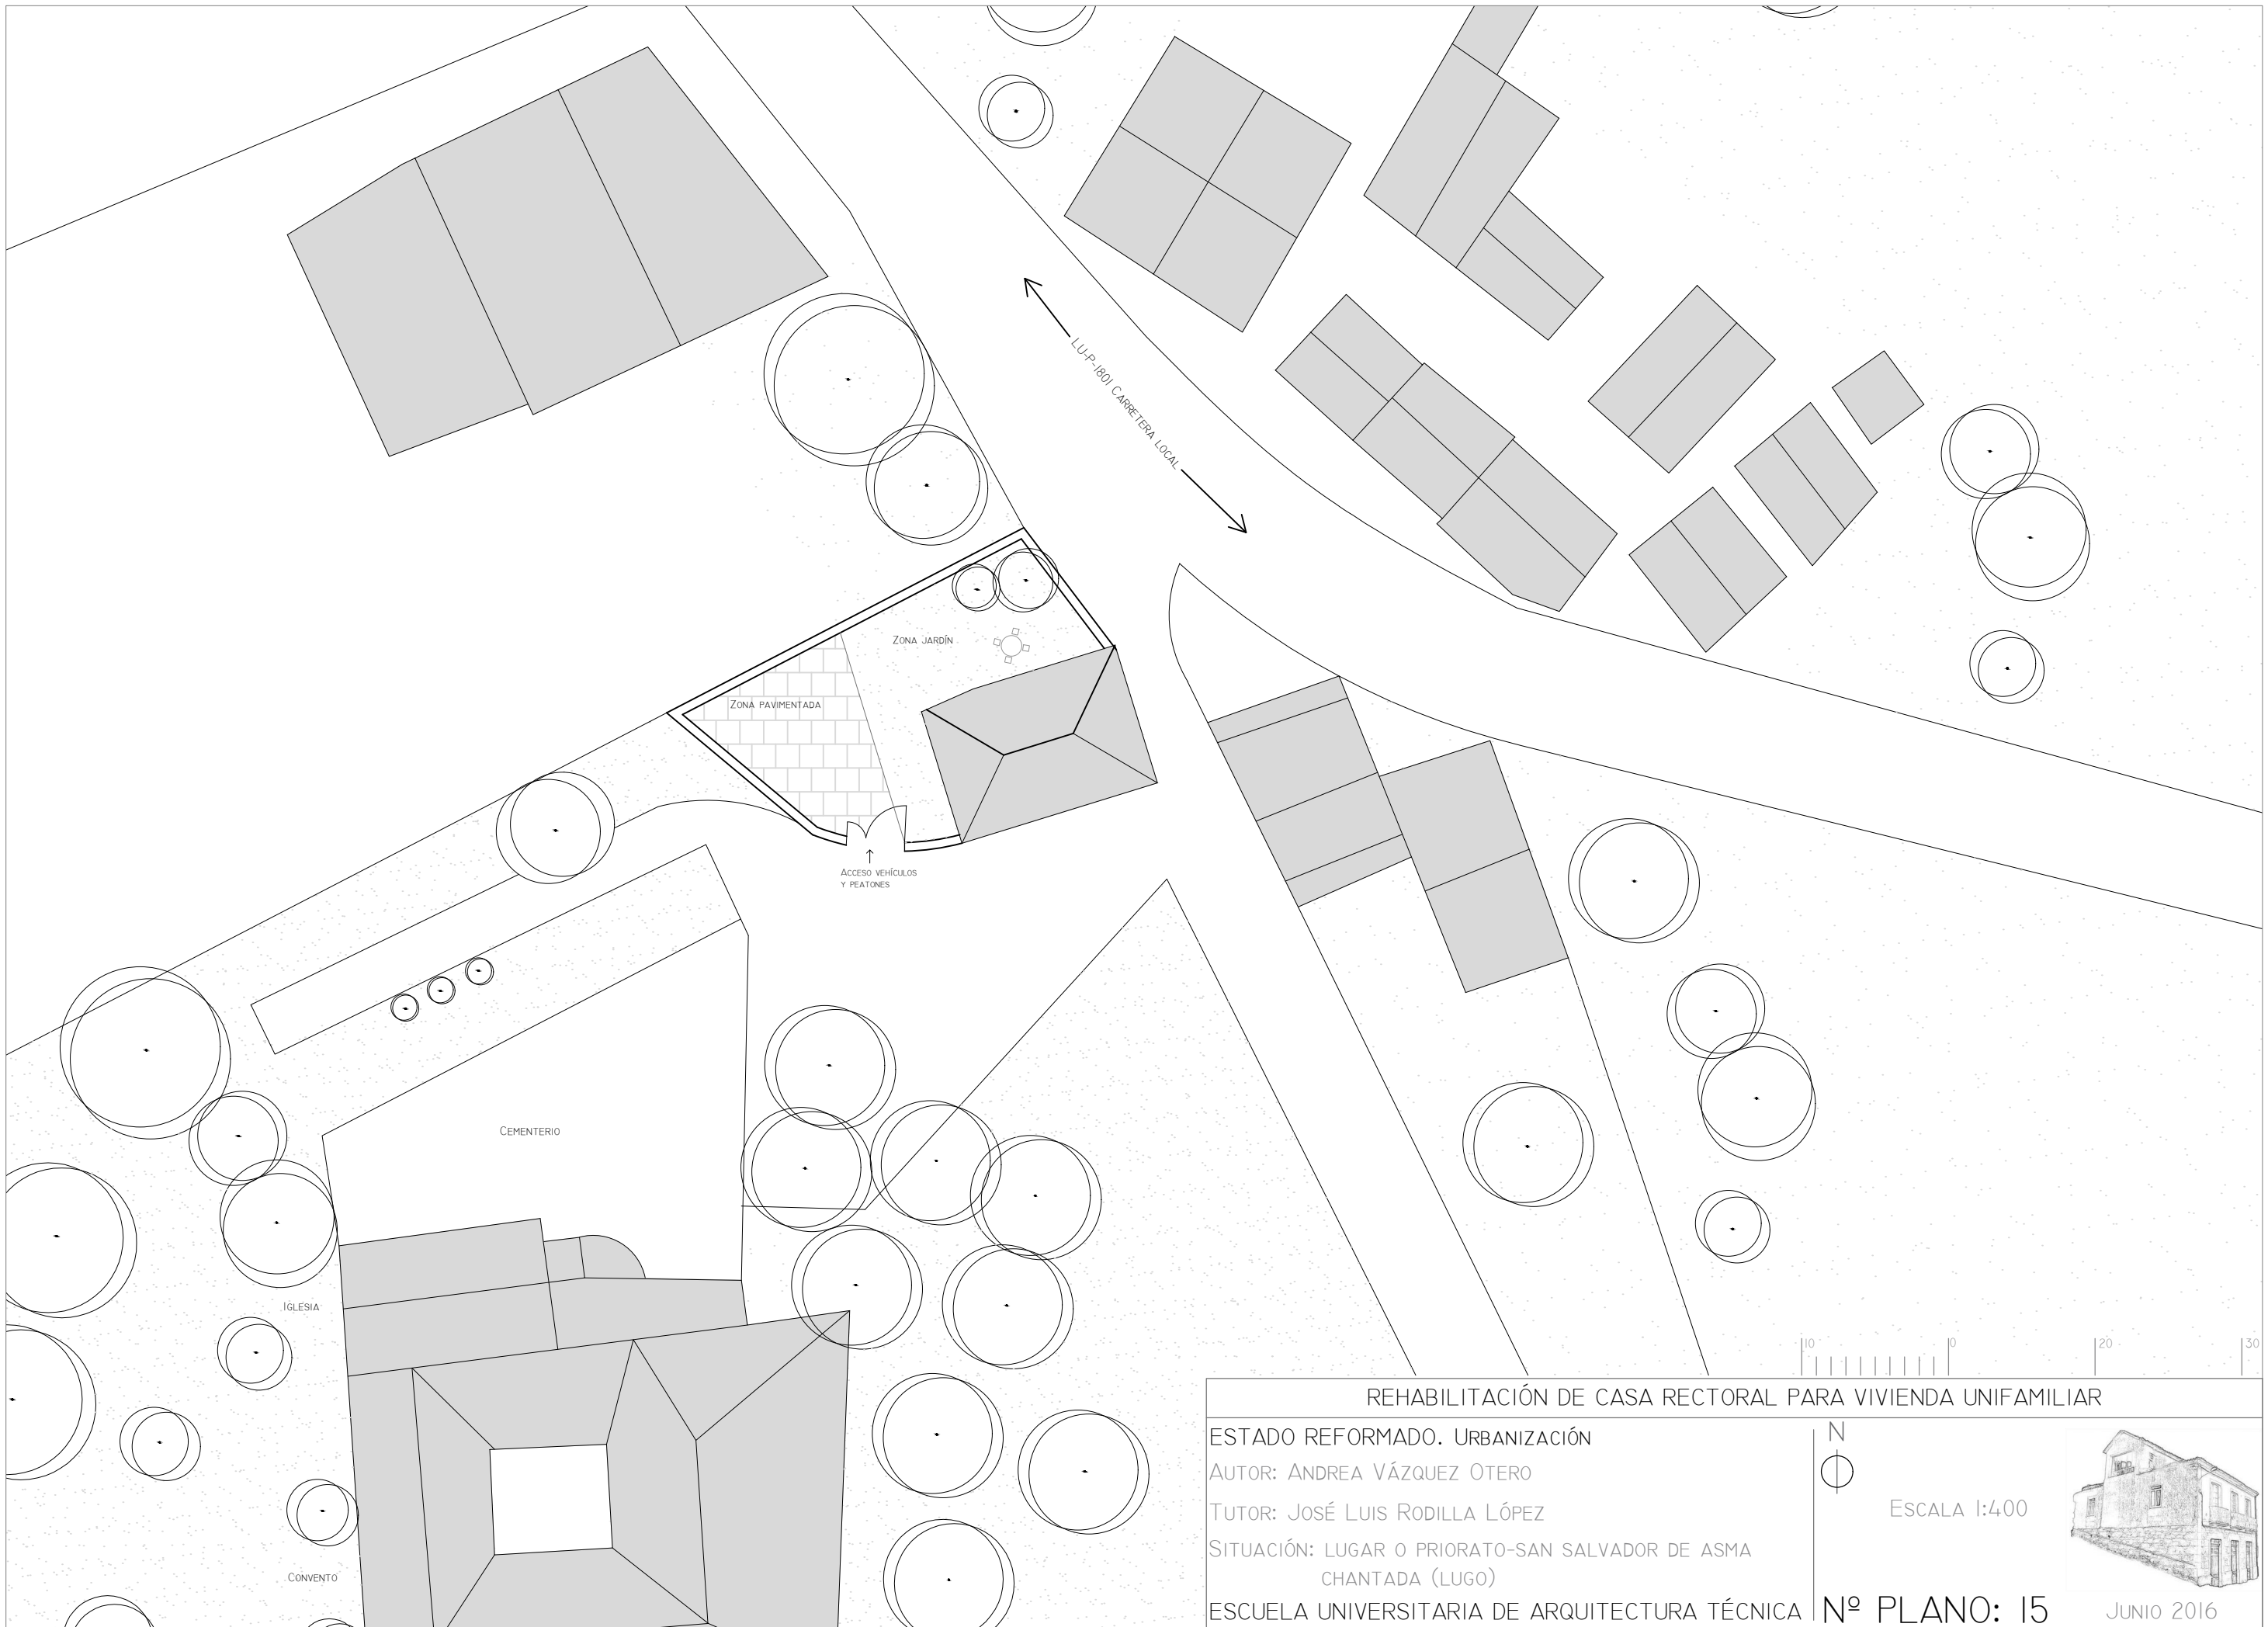 LU-P-1801 CARRETERA LOCAL
ZONA JARDÍN
ZONA PAVIMENTADA
ACCESO VEHÍCULOS
Y PEATONES
CEMENTERIO
IGLESIA
CONVENTO
10 0 20 30
REHABILITACIÓN DE CASA RECTORAL PARA VIVIENDA UNIFAMILIAR
ESTADO REFORMADO. URBANIZACIÓN
AUTOR: ANDREA VÁZQUEZ OTERO
TUTOR: JOSÉ LUIS RODILLA LÓPEZ
SITUACIÓN: LUGAR O PRIORATO-SAN SALVADOR DE ASMA
CHANTADA (LUGO)
ESCUELA UNIVERSITARIA DE ARQUITECTURA TÉCNICA
N
ESCALA 1:400
Nº PLANO: 15
JUNIO 2016